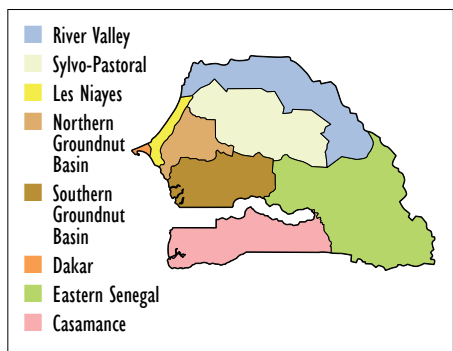 River Valley
Sylvo-Pastoral
Les Niayes
Northern
Groundnut
Basin
Southern
Groundnut
Basin
Dakar
Eastern Senegal
Casamance